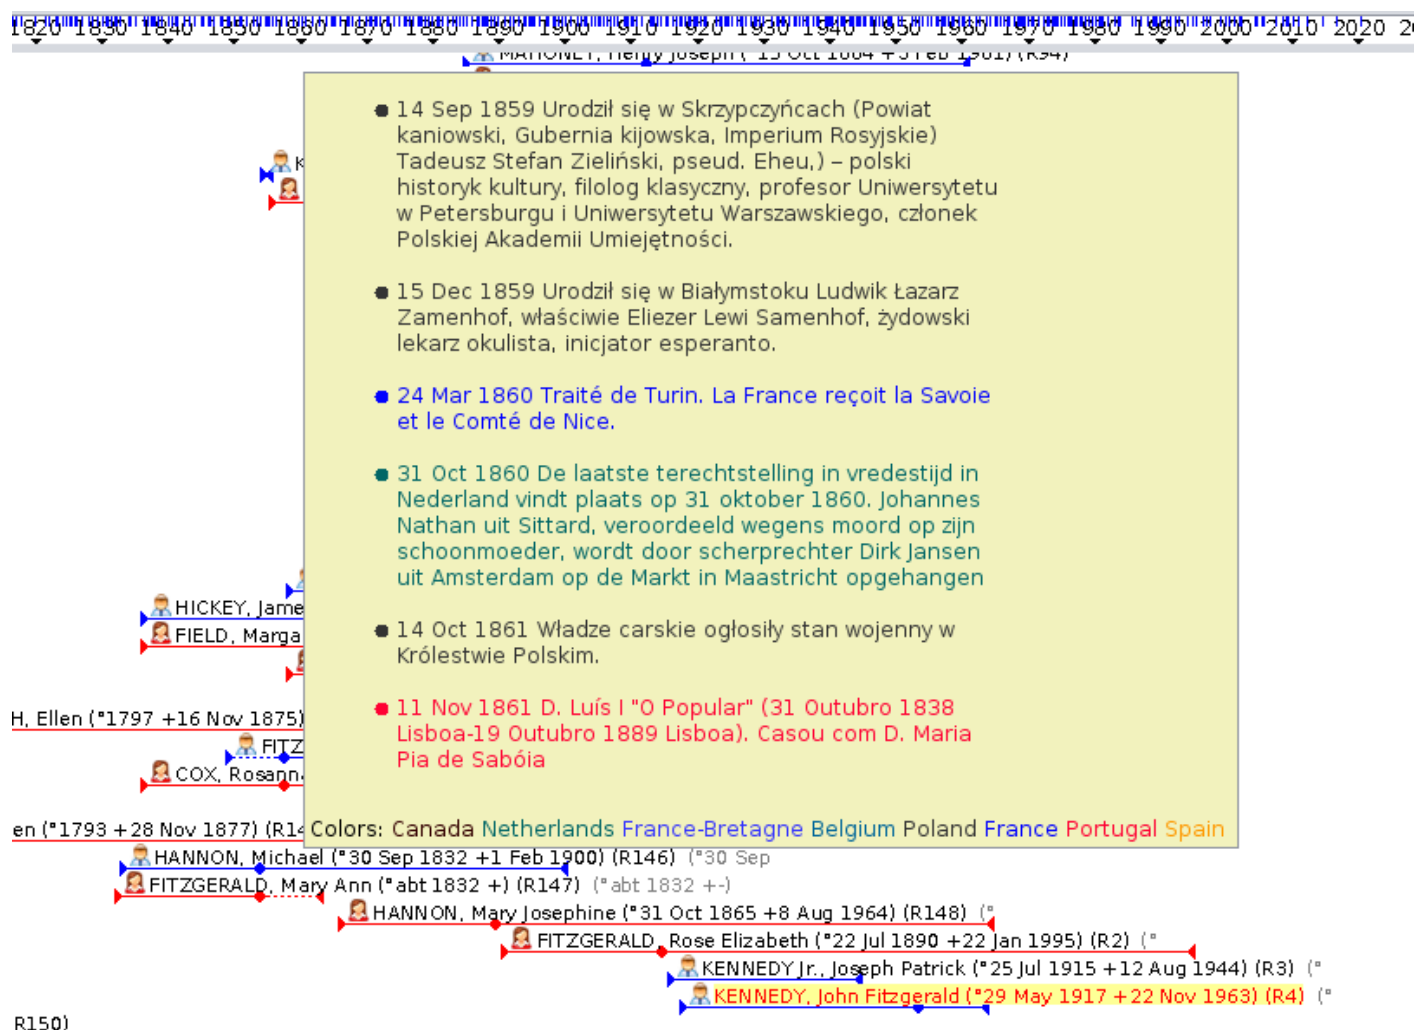 1820 1830 1840 1850 1860 1870 1880 1890 1900 1910 1920 1930 1940 1950 1960 1970 1980 1990 2000 2010 2020 2
MAHONEY, Henry Joseph (°15 Oct 1864 +3 Feb 1961) (R94)
14 Sep 1859 Urodził się w Skrzypczyńcach (Powiat
kaniowski, Gubernia kijowska, Imperium Rosyjskie)
Tadeusz Stefan Zieliński, pseud. Eheu,) – polski
historyk kultury, filolog klasyczny, profesor Uniwersytetu
w Petersburgu i Uniwersytetu Warszawskiego, członek
Polskiej Akademii Umiejętności.
15 Dec 1859 Urodził się w Białymstoku Ludwik Łazarz
Zamenhof, właściwie Eliezer Lewi Samenhof, żydowski
lekarz okulista, inicjator esperanto.
24 Mar 1860 Traité de Turin. La France reçoit la Savoie
et le Comté de Nice.
31 Oct 1860 De laatste terechtstelling in vredestijd in
Nederland vindt plaats op 31 oktober 1860. Johannes
Nathan uit Sittard, veroordeeld wegens moord op zijn
schoonmoeder, wordt door scherprechter Dirk Jansen
uit Amsterdam op de Markt in Maastricht opgehangen
14 Oct 1861 Władze carskie ogłosiły stan wojenny w
Królestwie Polskim.
11 Nov 1861 D. Luís I "O Popular" (31 Outubro 1838
Lisboa-19 Outubro 1889 Lisboa). Casou com D. Maria
Pia de Sabóia
Colors: Canada Netherlands France-Bretagne Belgium Poland France Portugal Spain
K
HICKEY, Jame
FIELD, Marga
H, Ellen (°1797 +16 Nov 1875)
FITZ
COX, Rosann
en (°1793 +28 Nov 1877) (R14
HANNON, Michael (°30 Sep 1832 +1 Feb 1900) (R146) (°30 Sep
FITZGERALD, Mary Ann (°abt 1832 +) (R147) (°abt 1832 +-)
HANNON, Mary Josephine (°31 Oct 1865 +8 Aug 1964) (R148) (°
FITZGERALD, Rose Elizabeth (°22 Jul 1890 +22 Jan 1995) (R2) (°
KENNEDY Jr., Joseph Patrick (°25 Jul 1915 +12 Aug 1944) (R3) (°
KENNEDY, John Fitzgerald (°29 May 1917 +22 Nov 1963) (R4) (°
R150)